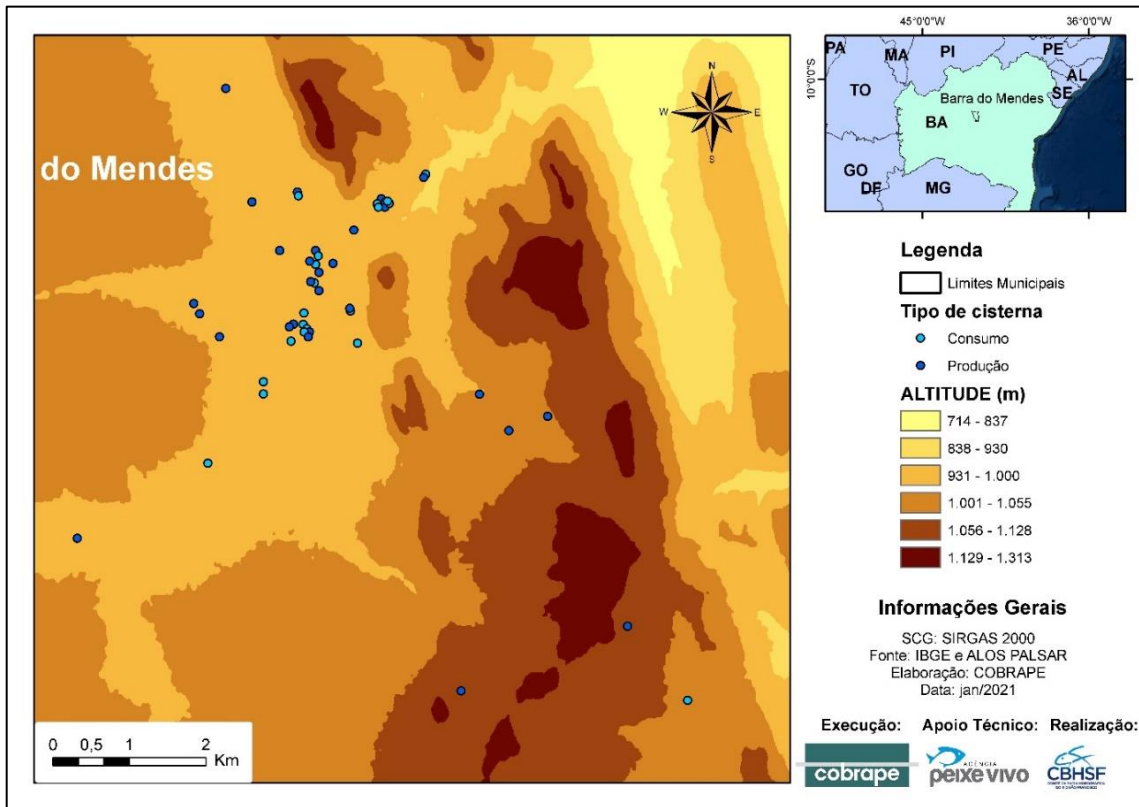 do Mendes
N
W
E
S
0 0,5 1 2
Km
45°0'0"W 36°0'0"W
10°0'0"S
PA
MA
PI
PE
AL
SE
TO
Barra do Mendes
BA
GO
DF
MG
Legenda
Limites Municipais
Tipo de cisterna
Consumo
Produção
ALTITUDE (m)
714 - 837
838 - 930
931 - 1.000
1.001 - 1.055
1.056 - 1.128
1.129 - 1.313
Informações Gerais
SCG: SIRGAS 2000
Fonte: IBGE e ALOS PALSAR
Elaboração: COBRAPE
Data: jan/2021
Execução: Apoio Técnico: Realização:
cobrape
AGÊNCIA
peixe vivo
CBHSF